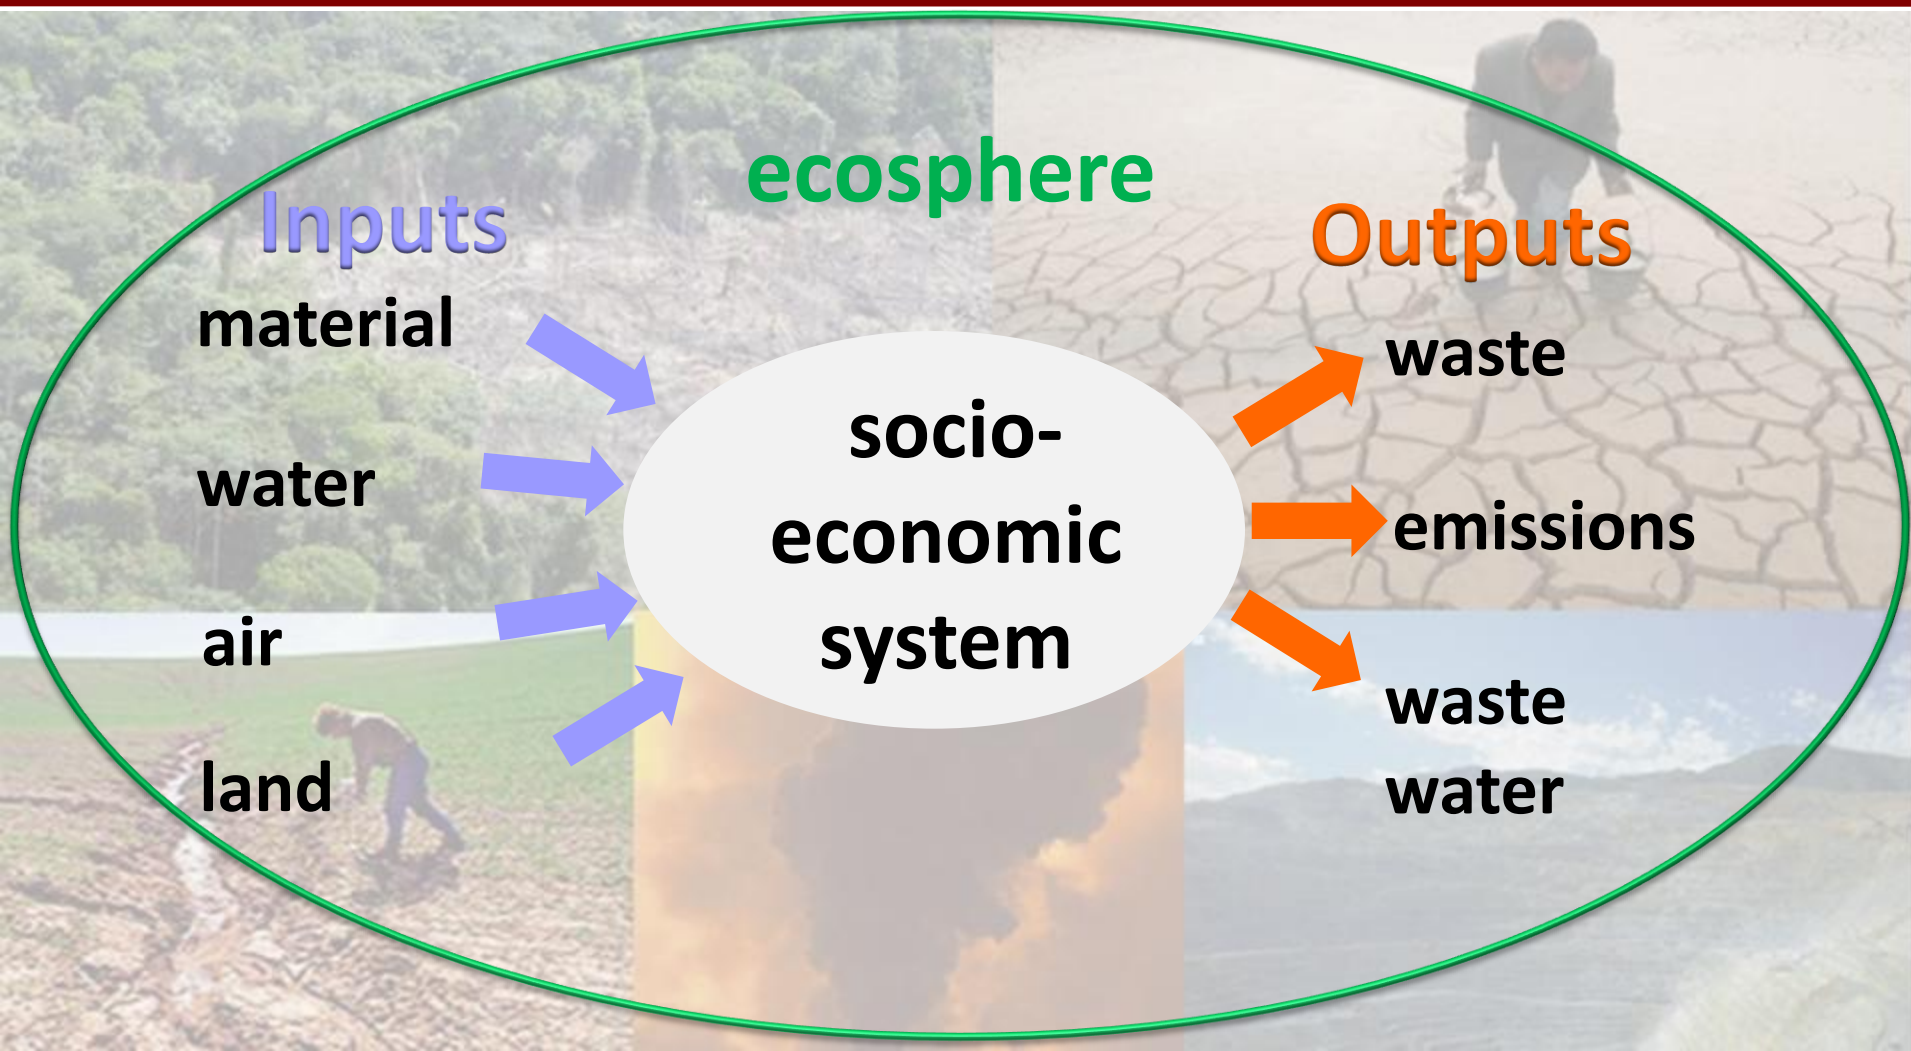 ecosphere
Inputs
material
water
air
land
socio-
economic
system
Outputs
waste
emissions
waste
water